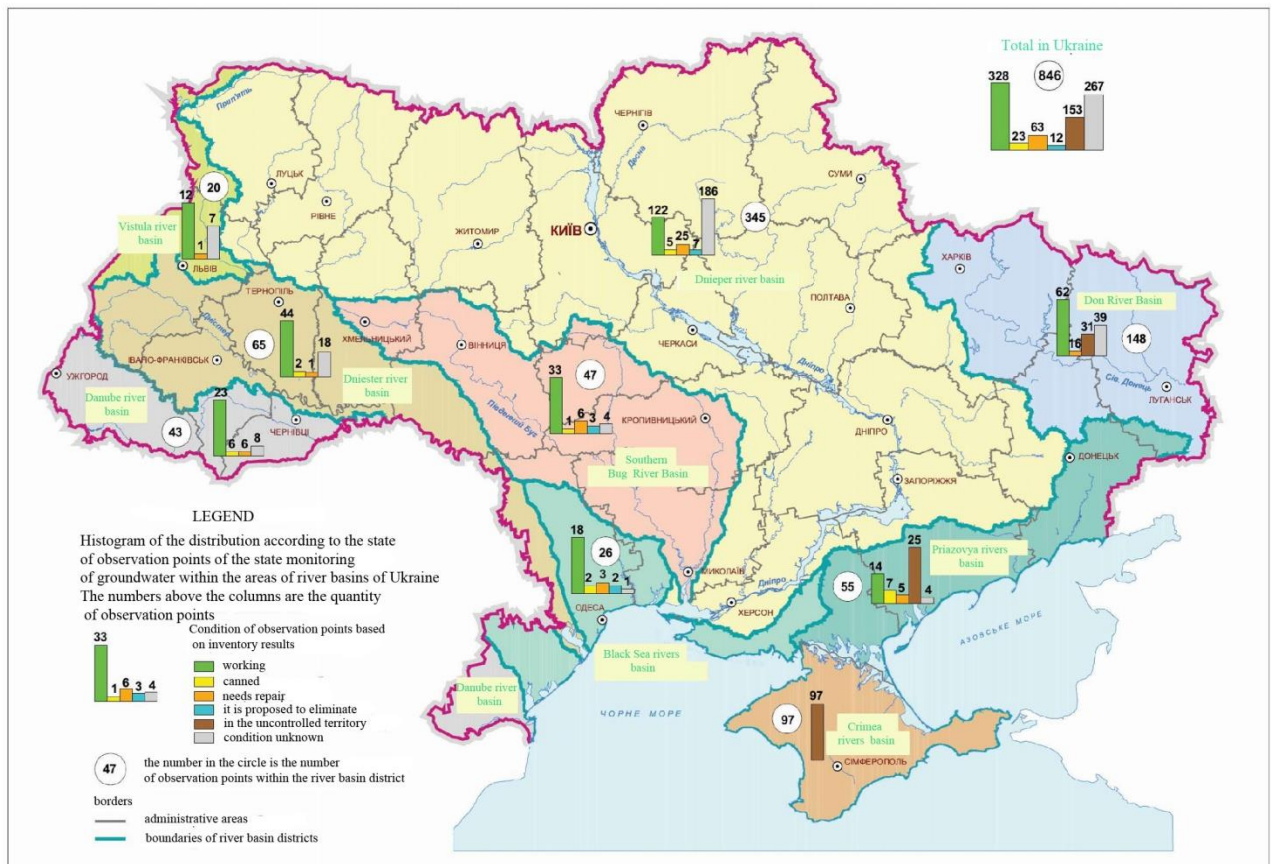 Total in Ukraine
846
328
23
63
12
153
267
Прип'ять
ЧЕРНІГІВ
Десна
СУМИ
ЛУЦЬК
РІВНЕ
20
12
1
7
Vistula river
basin
ЛЬВІВ
ЖИТОМИР
КИЇВ
122
5
25
7
186
345
Dnieper river basin
ХАРКІВ
ПОЛТАВА
62
16
31
39
Don River Basin
148
Сів. Донець
ЛУГАНСЬК
ТЕРНОПІЛЬ
44
2
1
18
65
ІВАНО-ФРАНКІВСЬК
Dniester river
basin
ХМЕЛЬНИЦЬКИЙ
ВІННИЦЯ
ЧЕРКАСИ
Дніпро
УЖГОРОД
Danube river
basin
43
23
6
6
8
ЧЕРНІВЦІ
Південний Буг
33
1
6
3
4
47
КРОПИВНИЦЬКИЙ
Southern
Bug River Basin
ДНІПРО
ДОНЕЦЬК
ЗАПОРІЖЖЯ
18
2
3
2
1
26
ОДЕСА
МИКОЛАЇВ
Дніпро
ХЕРСОН
55
14
7
5
25
4
Priazovya rivers
basin
АЗОВСЬКЕ МОРЕ
Black Sea rivers
basin
Danube river
basin
ЧОРНЕ МОРЕ
97
97
Crimea
rivers basin
СІМФЕРОПОЛЬ
LEGEND
Histogram of the distribution according to the state
of observation points of the state monitoring
of groundwater within the areas of river basins of Ukraine
The numbers above the columns are the quantity
of observation points
33
1
6
3
4
Condition of observation points based
on inventory results
working
canned
needs repair
it is proposed to eliminate
in the uncontrolled territory
condition unknown
47
the number in the circle is the number
of observation points within the river basin district
borders
administrative areas
boundaries of river basin districts